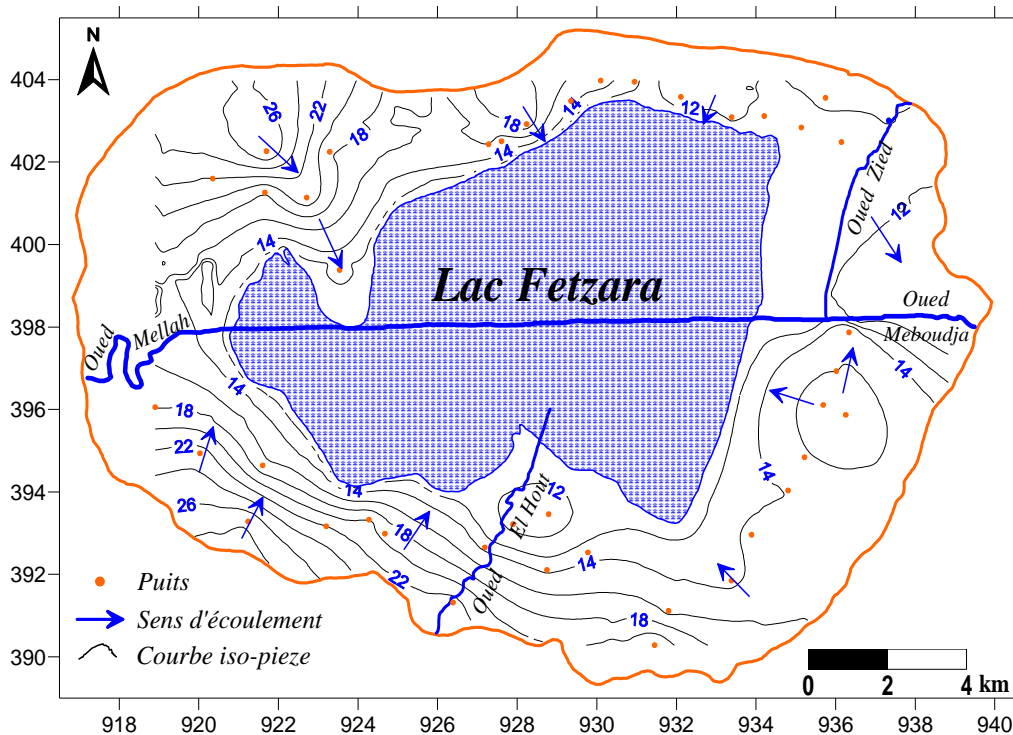 N
404
402
400
398
396
394
392
390
26
22
18
18
14
14
12
14
12
Oued Zied
Lac Fetzara
Oued
Meboudja
Oued
Mellah
14
14
18
22
26
14
18
22
12
Oued
El Hout
14
18
14
Puits
Sens d'écoulement
Courbe iso-pieze
0 2 4 km
918 920 922 924 926 928 930 932 934 936 938 940